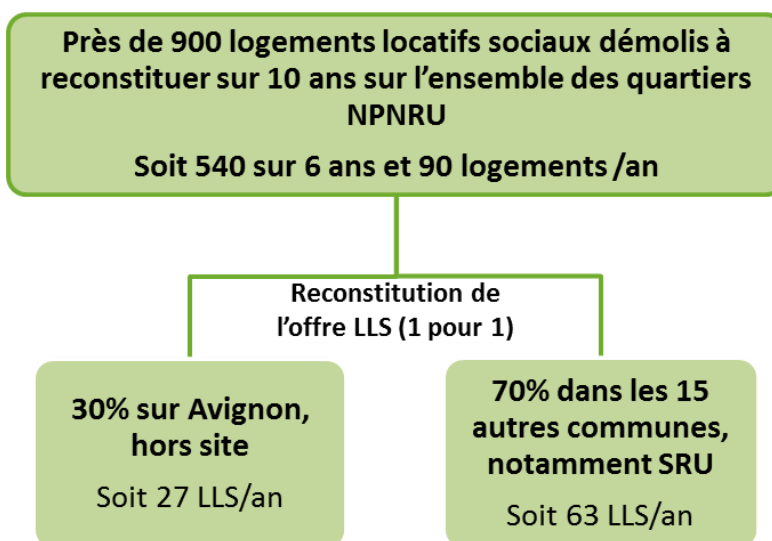 Près de 900 logements locatifs sociaux démolis à
reconstituer sur 10 ans sur l’ensemble des quartiers
NPNRU
Soit 540 sur 6 ans et 90 logements /an
Reconstitution de
l’offre LLS (1 pour 1)
30% sur Avignon,
hors site
Soit 27 LLS/an
70% dans les 15
autres communes,
notamment SRU
Soit 63 LLS/an